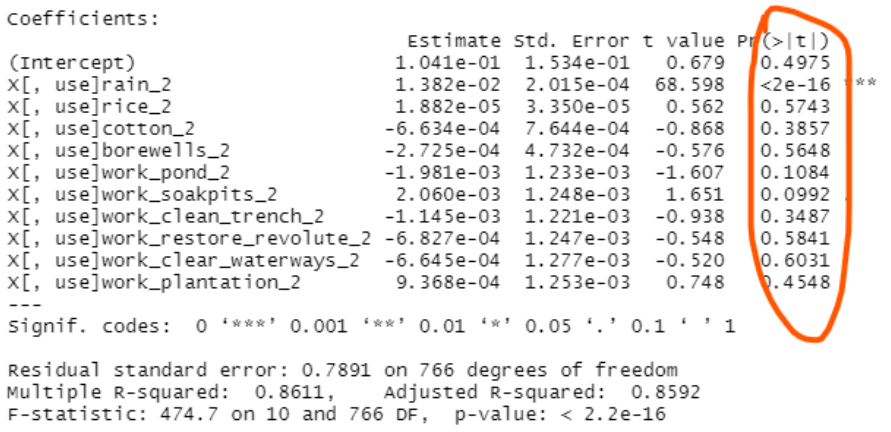 Coefficients:
Estimate Std. Error t value Pr(>|t|)
(Intercept) 1.041e-01 1.534e-01 0.679 0.4975
X[, use]rain_2 1.382e-02 2.015e-04 68.598 <2e-16 ***
X[, use]rice_2 1.882e-05 3.350e-05 0.562 0.5743
X[, use]cotton_2 -6.634e-04 7.644e-04 -0.868 0.3857
X[, use]borewells_2 -2.725e-04 4.732e-04 -0.576 0.5648
X[, use]work_pond_2 -1.981e-03 1.233e-03 -1.607 0.1084
X[, use]work_soakpits_2 2.060e-03 1.248e-03 1.651 0.0992 .
X[, use]work_clean_trench_2 -1.145e-03 1.221e-03 -0.938 0.3487
X[, use]work_restore_revolute_2 -6.827e-04 1.247e-03 -0.548 0.5841
X[, use]work_clear_waterways_2 -6.645e-04 1.277e-03 -0.520 0.6031
X[, use]work_plantation_2 9.368e-04 1.253e-03 0.748 0.4548
---
Signif. codes: 0 ‘***’ 0.001 ‘**’ 0.01 ‘*’ 0.05 ‘.’ 0.1 ‘ ’ 1
Residual standard error: 0.7891 on 766 degrees of freedom
Multiple R-squared: 0.8611, Adjusted R-squared: 0.8592
F-statistic: 474.7 on 10 and 766 DF, p-value: < 2.2e-16